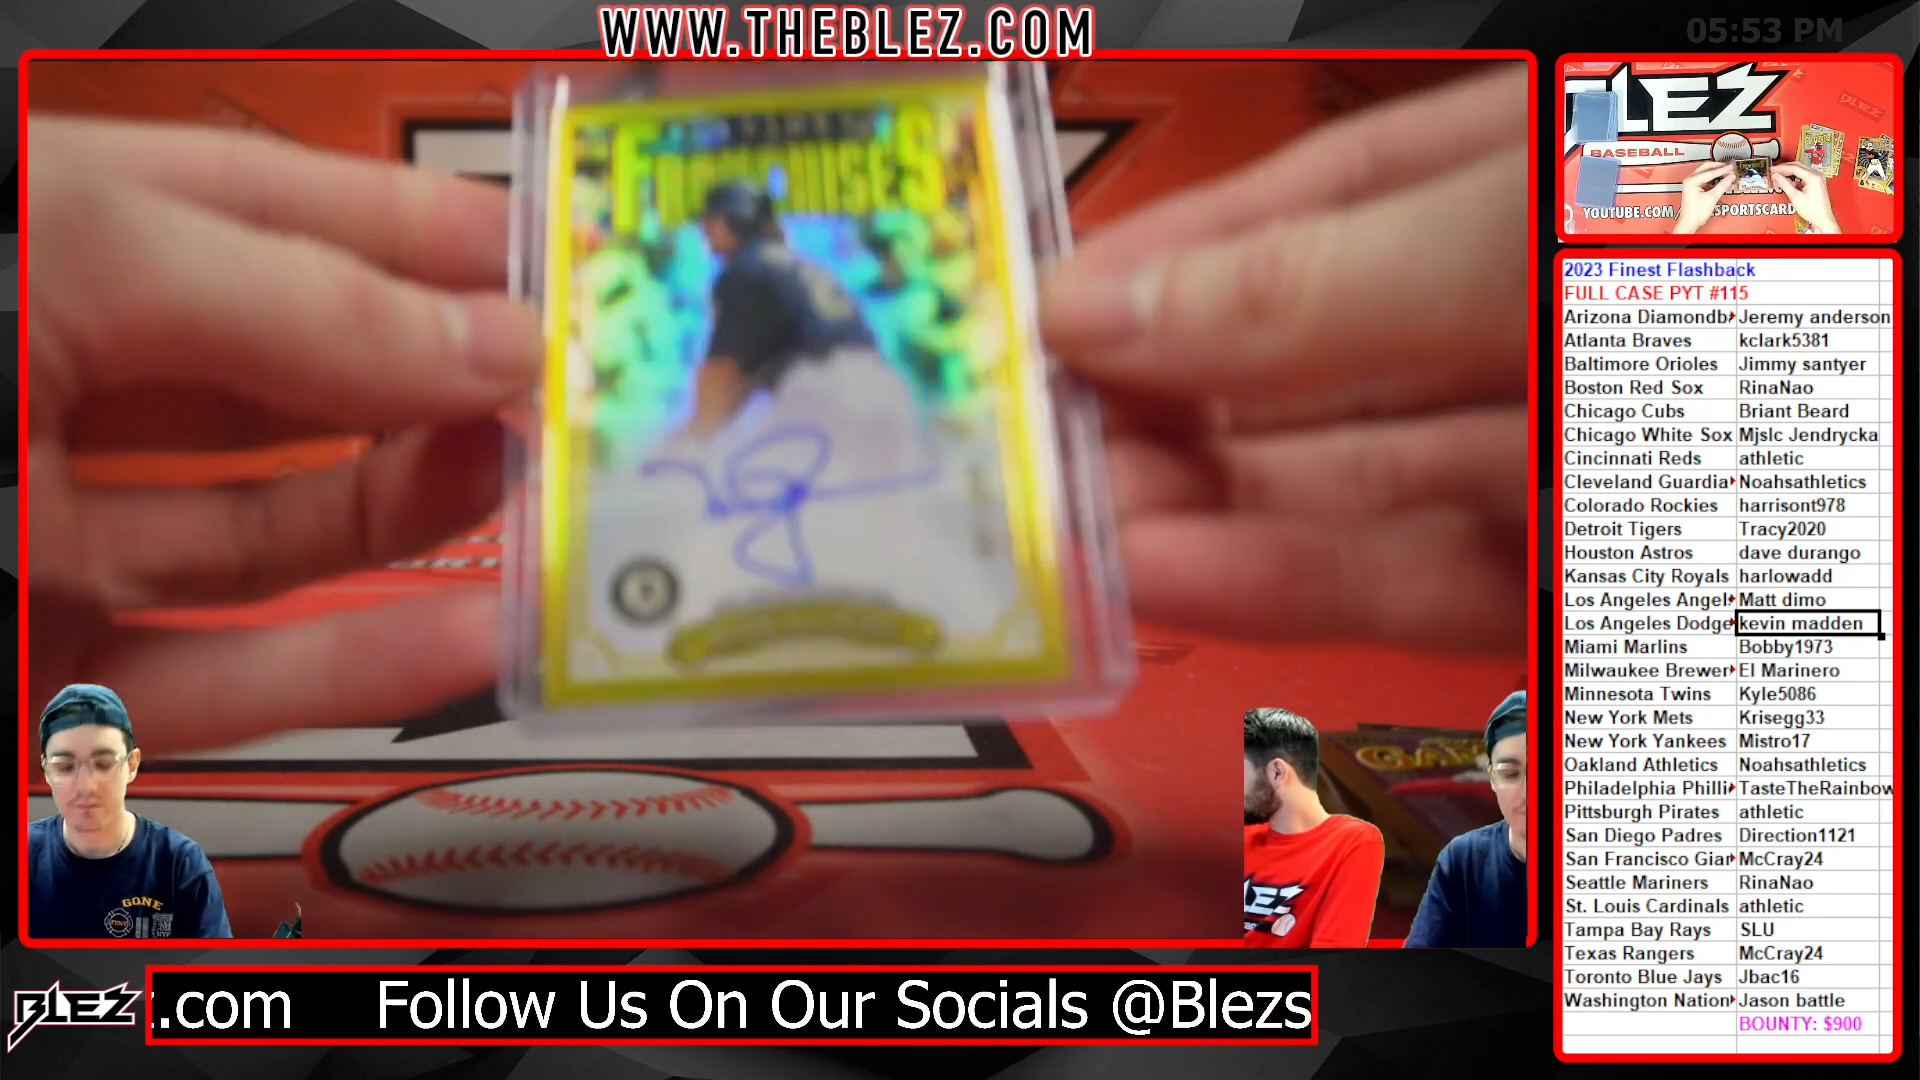 WWW.THEBLEZ.COM
05:53 PM
FRANCHISES
LEZ
BASEBALL
BLEZ
YOUTUBE.COM/
SPORTSCARD
2023 Finest Flashback
FULL CASE PYT #115
Arizona Diamondb Jeremy anderson
Atlanta Braves kclark5381
Baltimore Orioles Jimmy santyer
Boston Red Sox RinaNao
Chicago Cubs Briant Beard
Chicago White Sox Mjslc Jendrycka
Cincinnati Reds athletic
Cleveland Guardia Noahsathletics
Colorado Rockies harrisont978
Detroit Tigers Tracy2020
Houston Astros dave durango
Kansas City Royals harlowadd
Los Angeles Angel Matt dimo
Los Angeles Dodge kevin madden
Miami Marlins Bobby1973
Milwaukee Brewer El Marinero
Minnesota Twins Kyle5086
New York Mets Krisegg33
New York Yankees Mistro17
Oakland Athletics Noahsathletics
Philadelphia Philli TasteTheRainbow
Pittsburgh Pirates athletic
San Diego Padres Direction1121
San Francisco Gian McCray24
Seattle Mariners RinaNao
St. Louis Cardinals athletic
Tampa Bay Rays SLU
Texas Rangers McCray24
Toronto Blue Jays Jbac16
Washington Nation Jason battle
BOUNTY: $900
GONE
LEZ
BLEZ
z.com Follow Us On Our Socials @Blezs